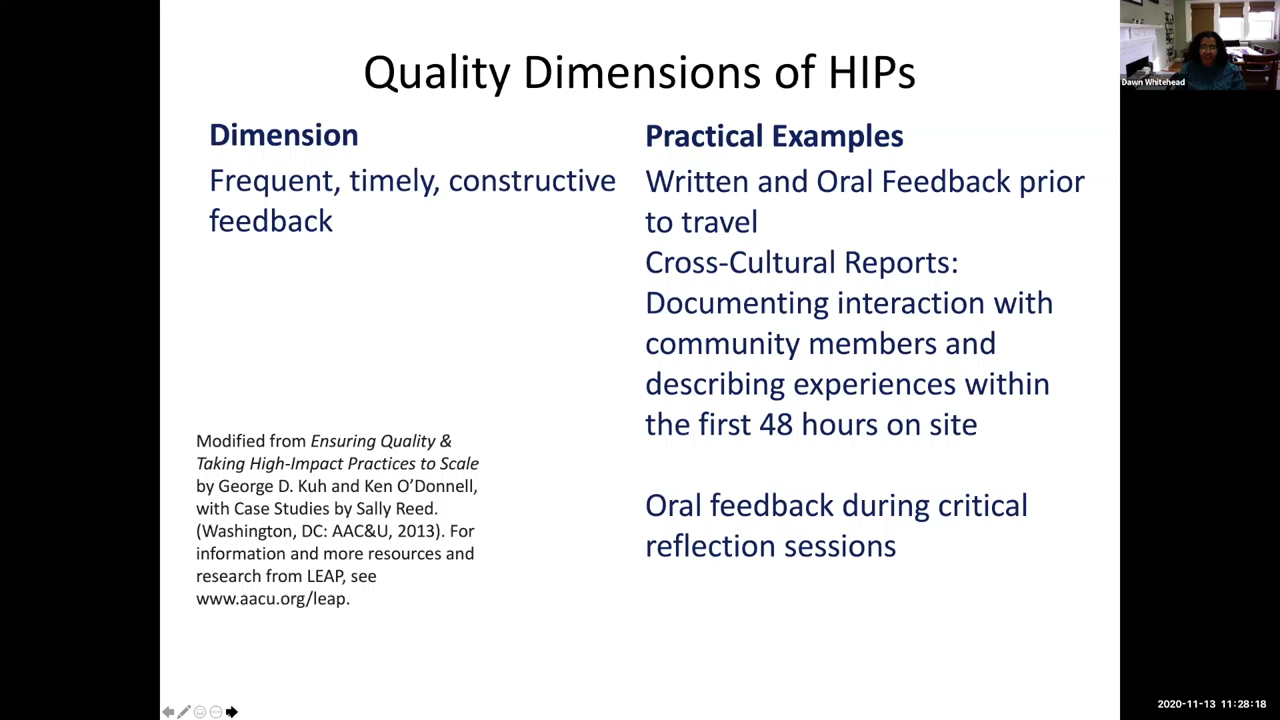 Quality Dimensions of HIPs
Dimension
Frequent, timely, constructive
feedback
Practical Examples
Written and Oral Feedback prior
to travel
Cross-Cultural Reports:
Documenting interaction with
community members and
describing experiences within
the first 48 hours on site
Oral feedback during critical
reflection sessions
Modified from Ensuring Quality &
Taking High-Impact Practices to Scale
by George D. Kuh and Ken O’Donnell,
with Case Studies by Sally Reed.
(Washington, DC: AAC&U, 2013). For
information and more resources and
research from LEAP, see
www.aacu.org/leap.
Dawn Whitehead
2020-11-13 11:28:18